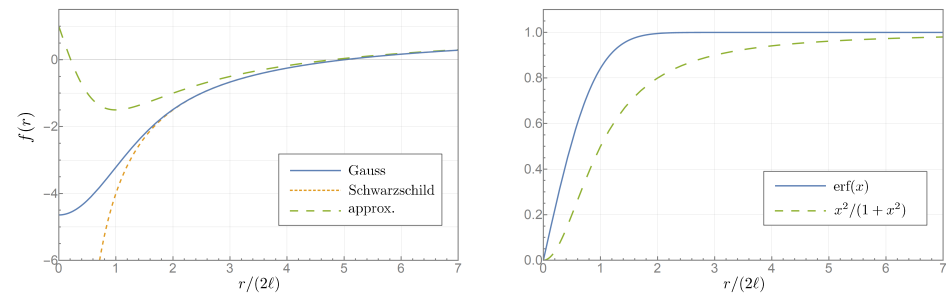 f(r)
0
−2
−4
−6
0 1 2 3 4 5 6 7
r/(2ℓ)
Gauss
Schwarzschild
approx.
1.0
0.8
0.6
0.4
0.2
0.0
0 1 2 3 4 5 6 7
r/(2ℓ)
erf(x)
x²/(1 + x²)